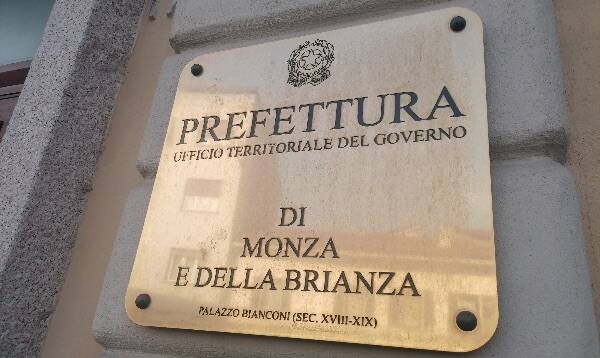 PREFETTURA
UFFICIO TERRITORIALE DEL GOVERNO
DI
MONZA
E DELLA BRIANZA
PALAZZO BIANCONI (SEC. XVIII-XIX)